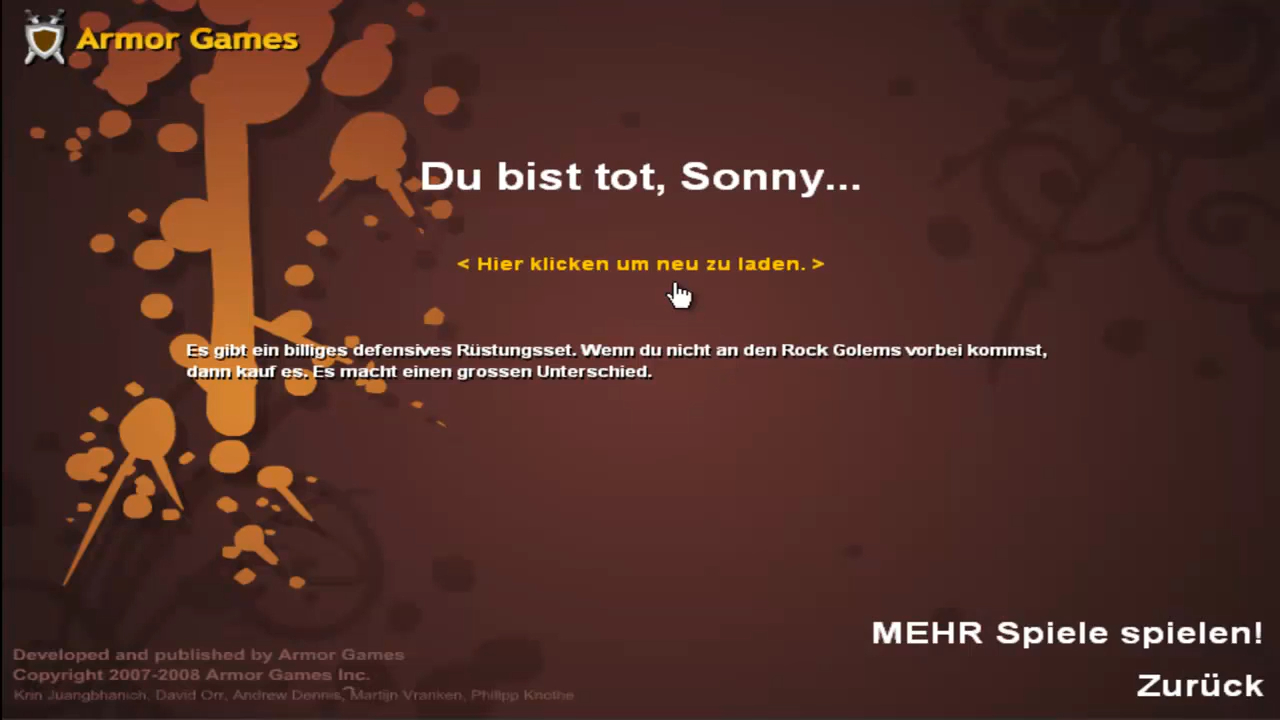 Armor Games
Du bist tot, Sonny...
< Hier klicken um neu zu laden. >
Es gibt ein billiges defensives Rüstungsset. Wenn du nicht an den Rock Golems vorbei kommst,
dann kauf es. Es macht einen grossen Unterschied.
MEHR Spiele spielen!
Zurück
Developed and published by Armor Games
Copyright 2007-2008 Armor Games Inc.
Krin Juangbhanich, David Orr, Andrew Dennis, Martijn Vranken, Philipp Knothe